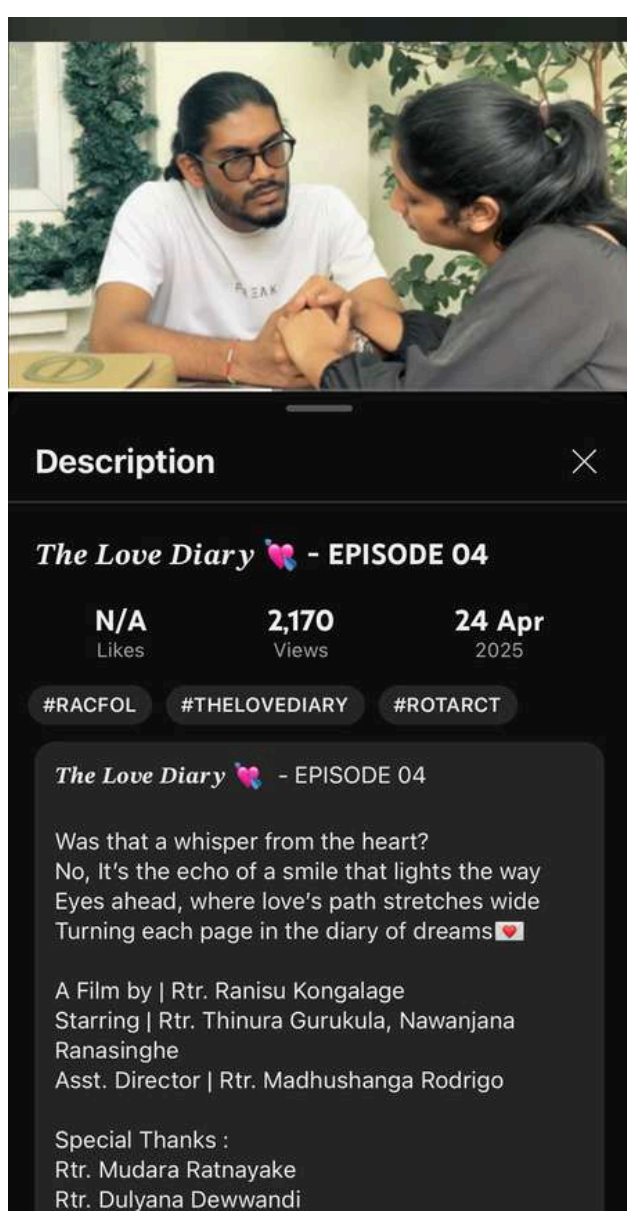 FREAK
Description
The Love Diary 💘 - EPISODE 04
N/A 2,170 24 Apr
Likes Views 2025
#RACFOL #THELOVEDIARY #ROTARCT
The Love Diary 💘 - EPISODE 04
Was that a whisper from the heart?
No, It’s the echo of a smile that lights the way
Eyes ahead, where love’s path stretches wide
Turning each page in the diary of dreams💌
A Film by | Rtr. Ranisu Kongalage
Starring | Rtr. Thinura Gurukula, Nawanjana
Ranasinghe
Asst. Director | Rtr. Madhushanga Rodrigo
Special Thanks :
Rtr. Mudara Ratnayake
Rtr. Dulyana Dewwandi